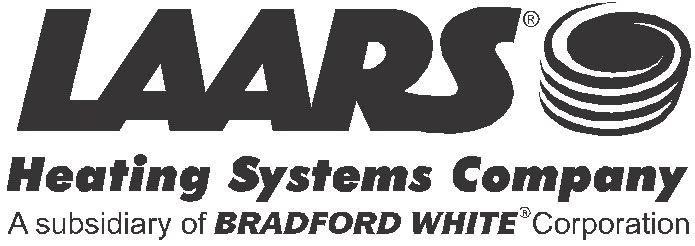 LAARS®
Heating Systems Company
A subsidiary of BRADFORD WHITE® Corporation